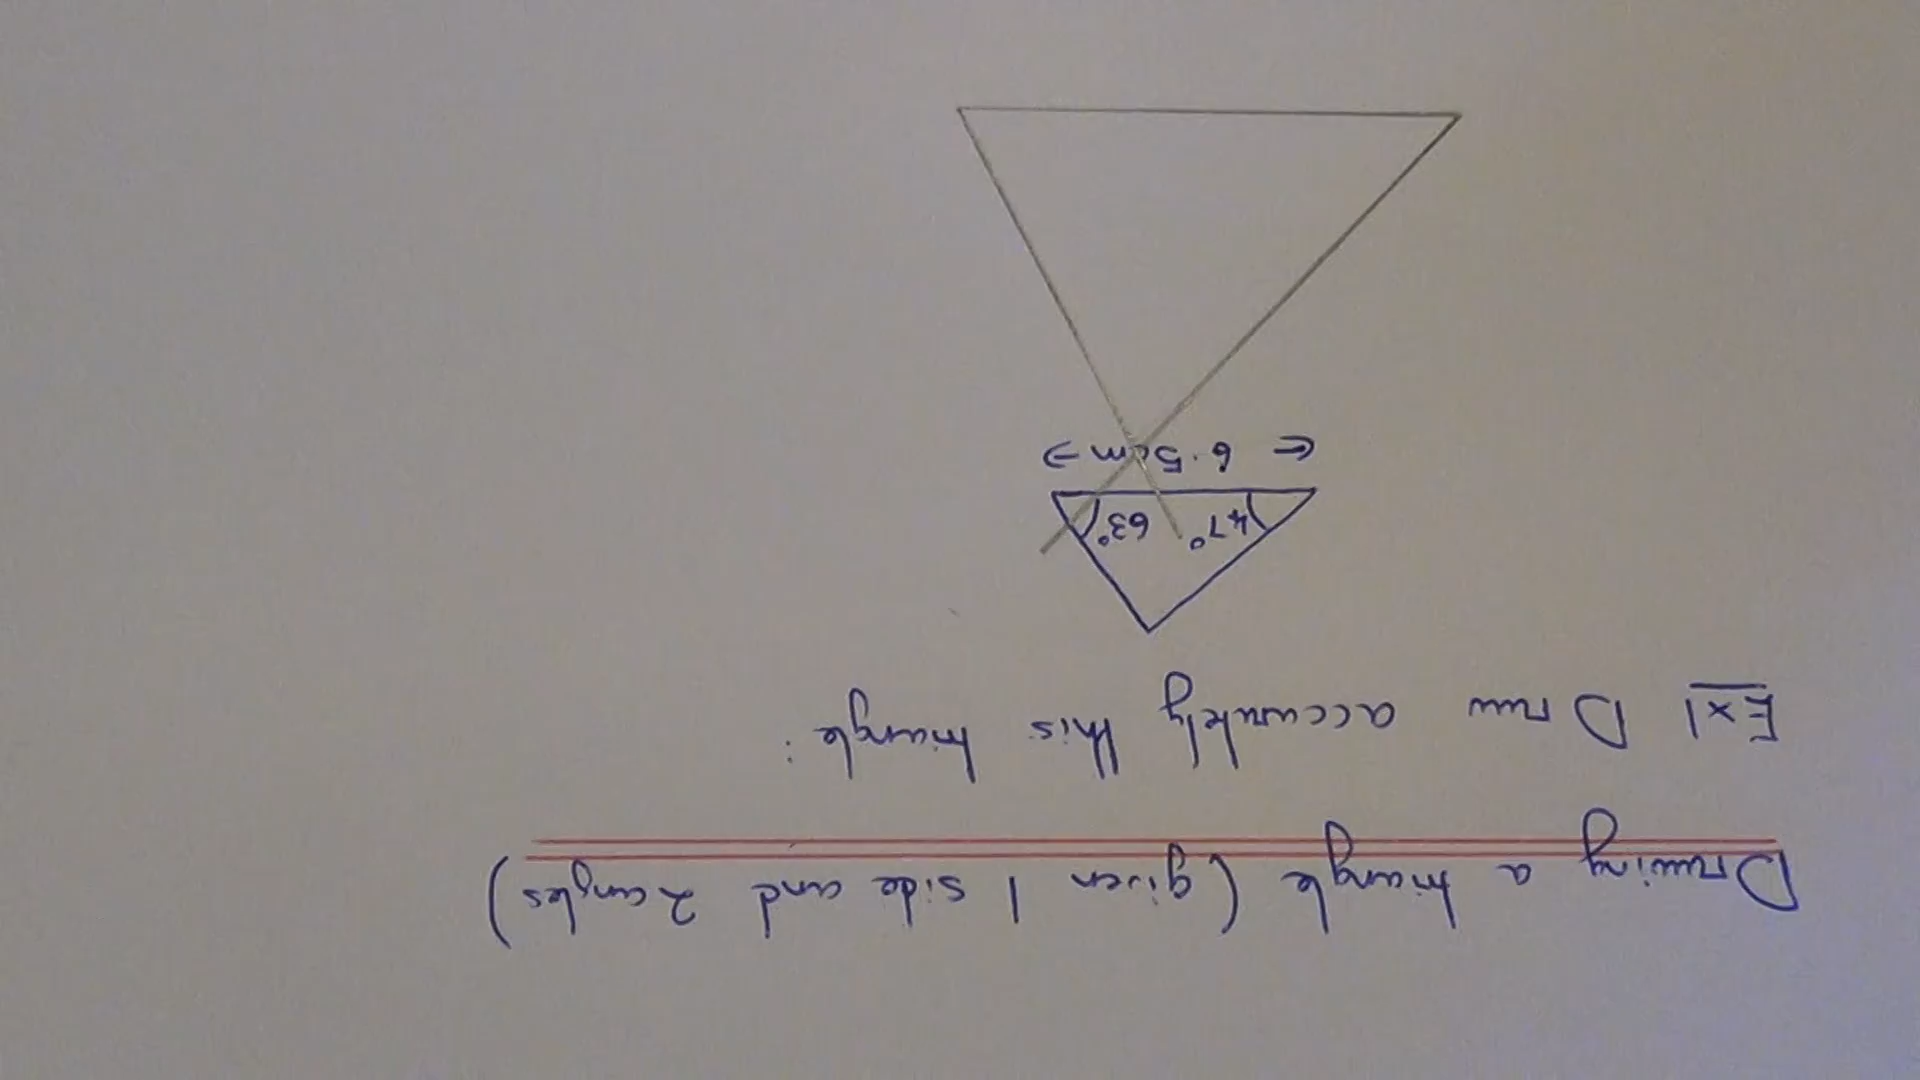 Drawing a triangle (given 1 side and 2 angles)
Ex1 Draw accurately this triangle:
47° 63°
← 6.5cm →